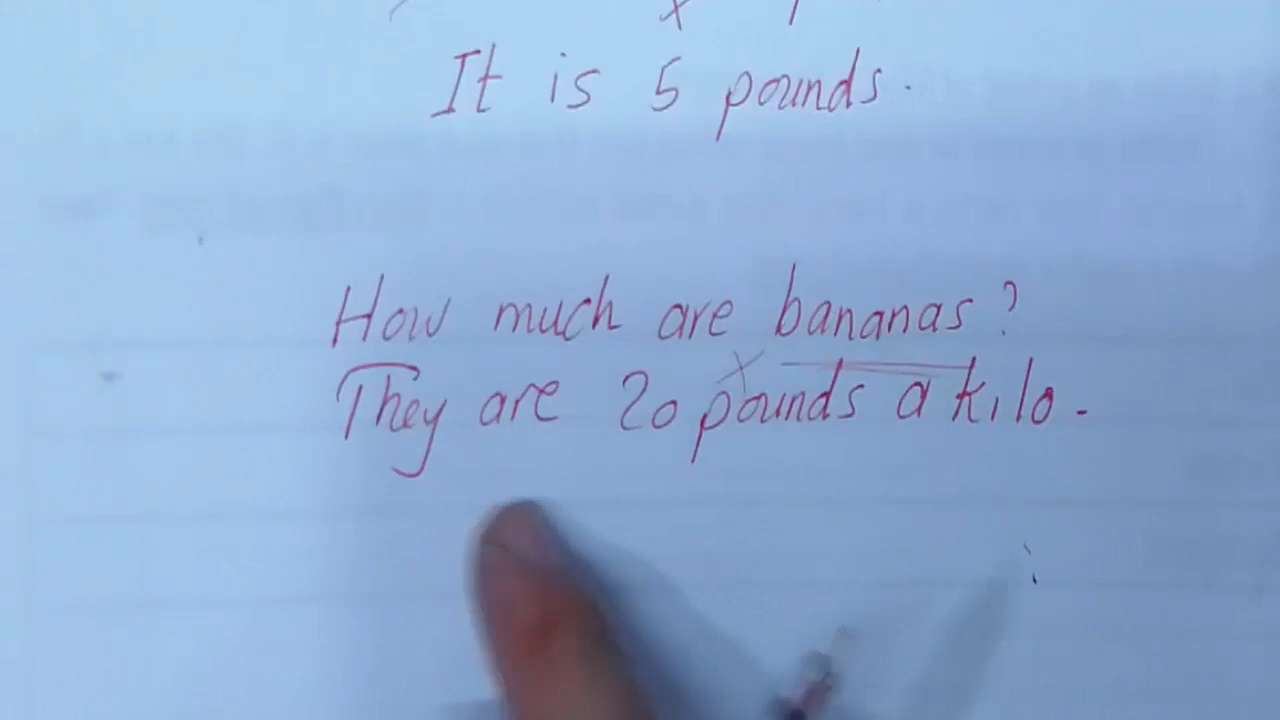 It is 5 pounds.
How much are bananas?
They are 20 pounds a kilo.